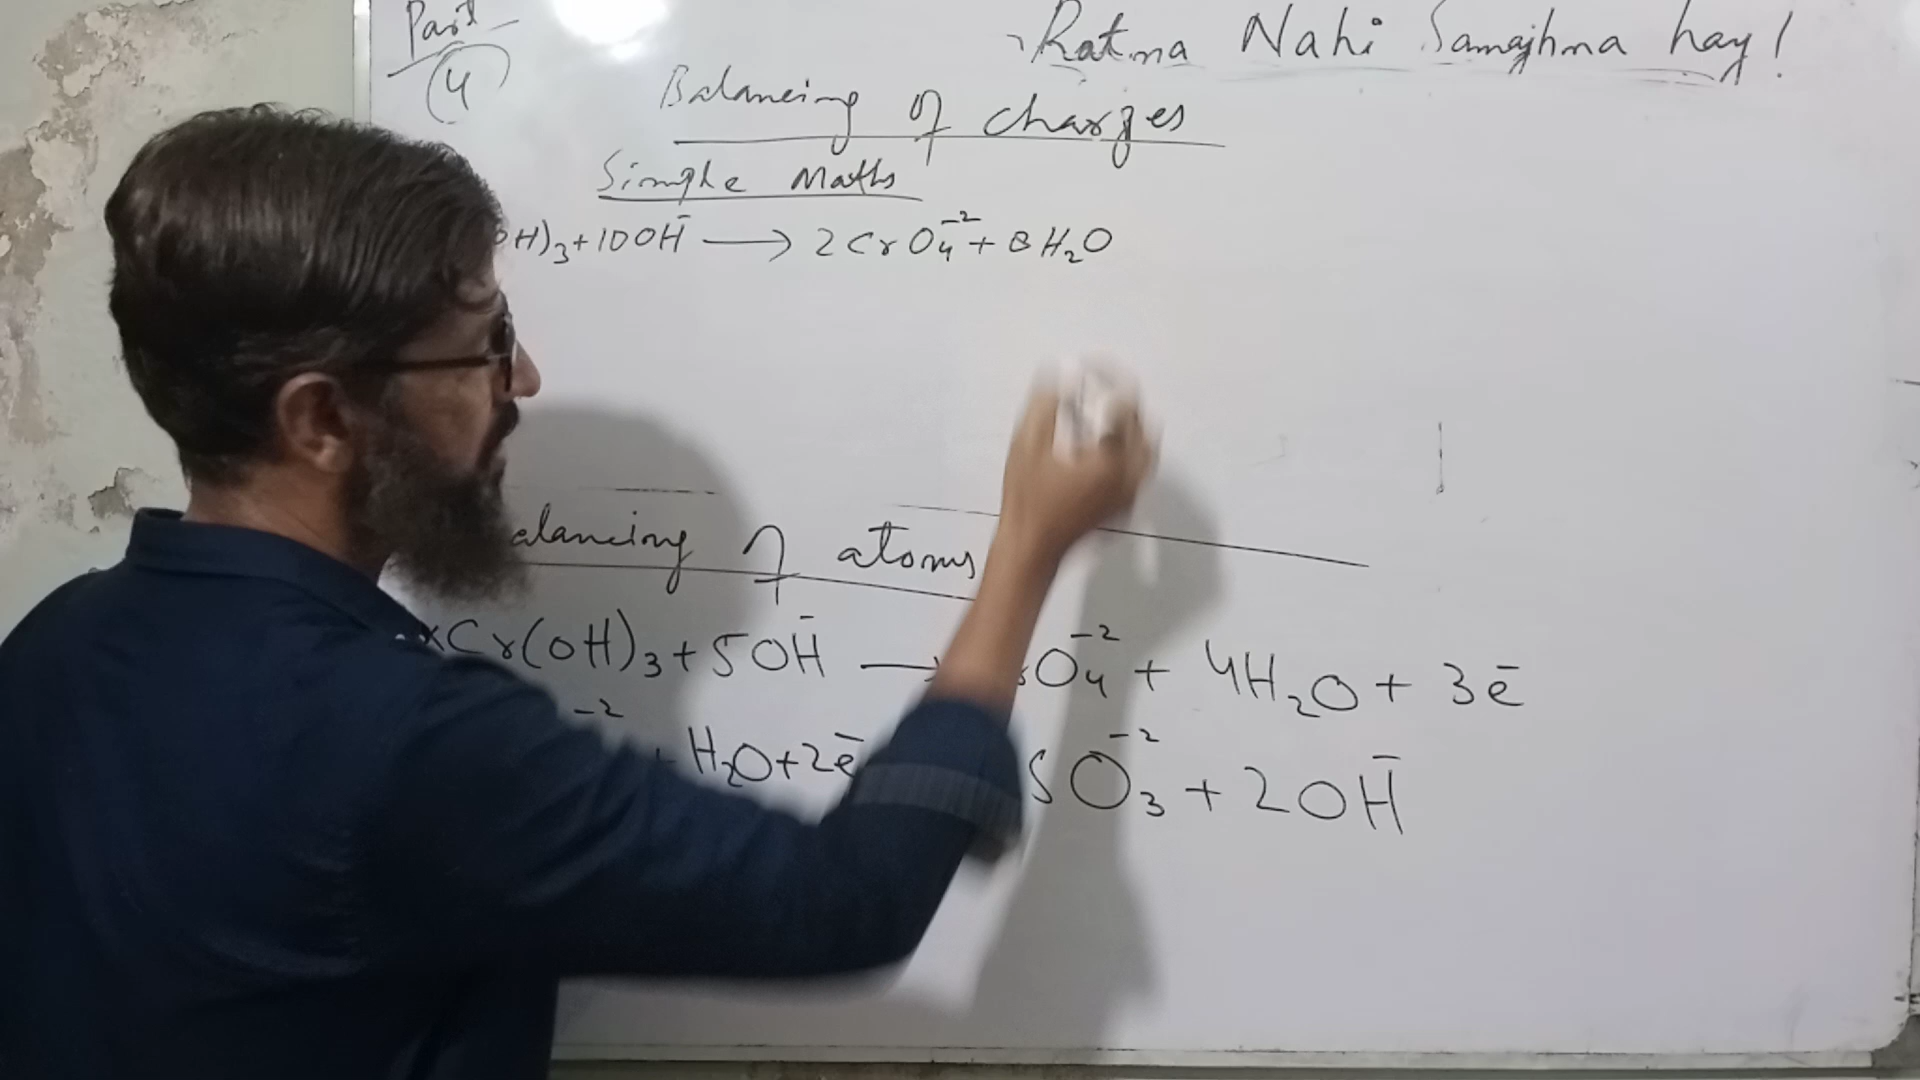 Part
4
Ratna Nahi Samajhna hay!
Balancing of charges
Simple Maths
OH)₃ + 10OH⁻ ⟶ 2CrO₄⁻² + 8H₂O
alancing of atoms
×Cr(OH)₃ + 5OH⁻ ⟶ O₄⁻² + 4H₂O + 3e⁻
⁻² + H₂O + 2e⁻ SO₃⁻² + 2OH⁻